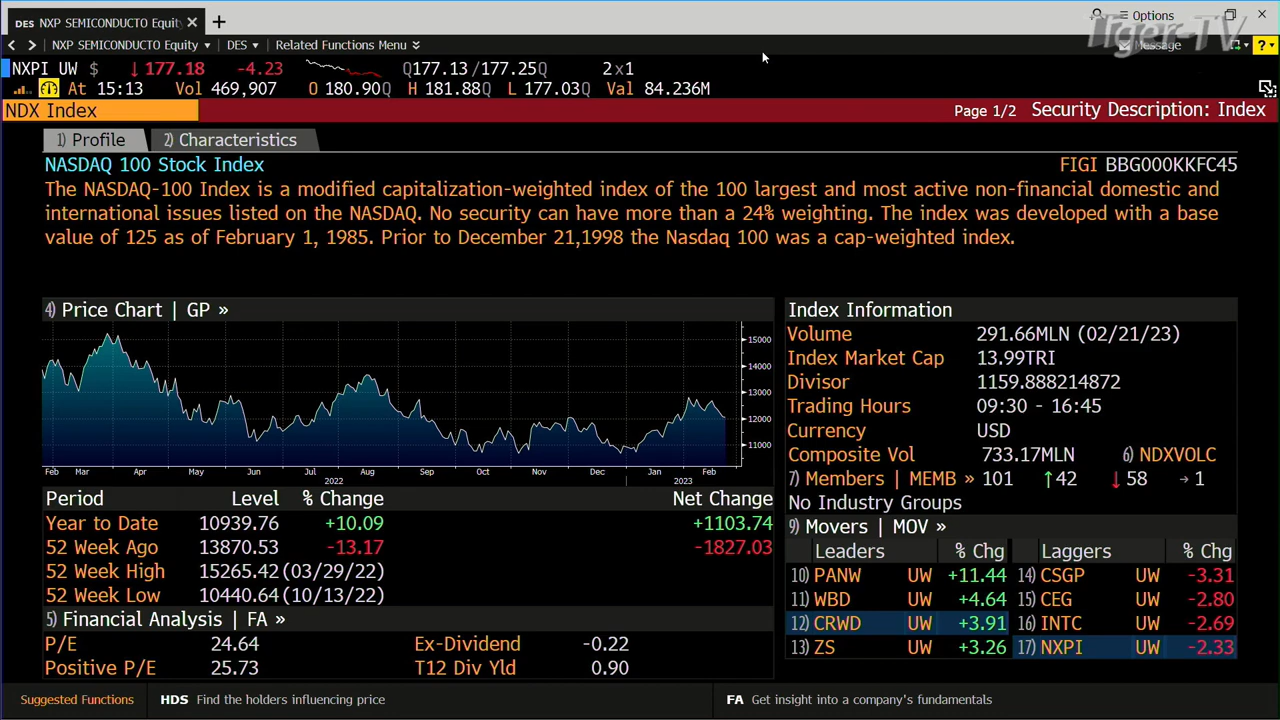 DES NXP SEMICONDUCTO Equity
Options
NXP SEMICONDUCTO Equity DES Related Functions Menu
Message
Tiger-TV
NXPI UW $ ↓ 177.18 -4.23 Q177.13/177.25Q 2x1
At 15:13 Vol 469,907 O 180.90Q H 181.88Q L 177.03Q Val 84.236M
NDX Index Page 1/2 Security Description: Index
1) Profile 2) Characteristics
NASDAQ 100 Stock Index FIGI BBG000KKFC45
The NASDAQ-100 Index is a modified capitalization-weighted index of the 100 largest and most active non-financial domestic and
international issues listed on the NASDAQ. No security can have more than a 24% weighting. The index was developed with a base
value of 125 as of February 1, 1985. Prior to December 21,1998 the Nasdaq 100 was a cap-weighted index.
4) Price Chart | GP »
15000
14000
13000
12000
11000
Feb Mar Apr May Jun Jul Aug Sep Oct Nov Dec Jan Feb
2022 2023
Index Information
Volume 291.66MLN (02/21/23)
Index Market Cap 13.99TRI
Divisor 1159.888214872
Trading Hours 09:30 - 16:45
Currency USD
Composite Vol 733.17MLN 6) NDXVOLC
7) Members | MEMB » 101 ↑42 ↓58 →1
No Industry Groups
Period Level % Change Net Change
Year to Date 10939.76 +10.09 +1103.74
52 Week Ago 13870.53 -13.17 -1827.03
52 Week High 15265.42 (03/29/22)
52 Week Low 10440.64 (10/13/22)
5) Financial Analysis | FA »
P/E 24.64 Ex-Dividend -0.22
Positive P/E 25.73 T12 Div Yld 0.90
9) Movers | MOV »
Leaders % Chg Laggers % Chg
10) PANW UW +11.44 14) CSGP UW -3.31
11) WBD UW +4.64 15) CEG UW -2.80
12) CRWD UW +3.91 16) INTC UW -2.69
13) ZS UW +3.26 17) NXPI UW -2.33
Suggested Functions HDS Find the holders influencing price FA Get insight into a company's fundamentals